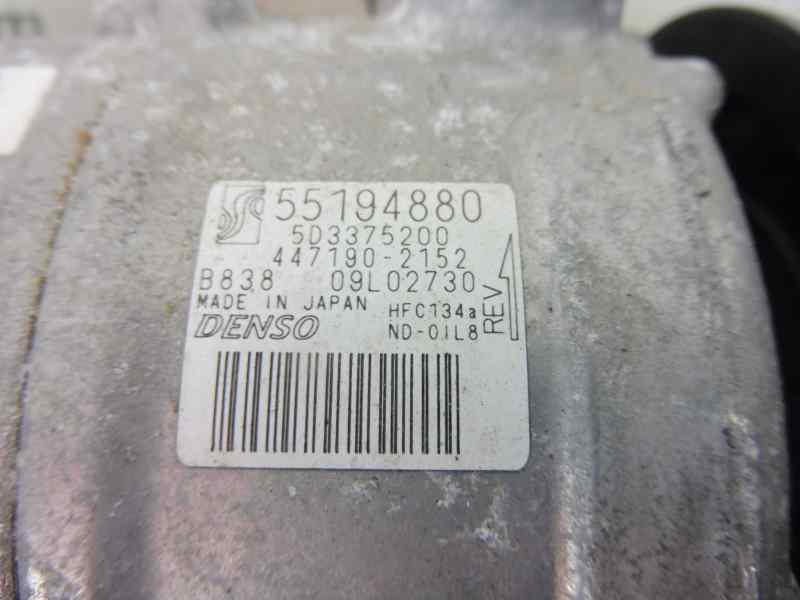 55194880
5D3375200
447190-2152
B838 09L02730
MADE IN JAPAN HFC134a
DENSO ND-OIL8
REV